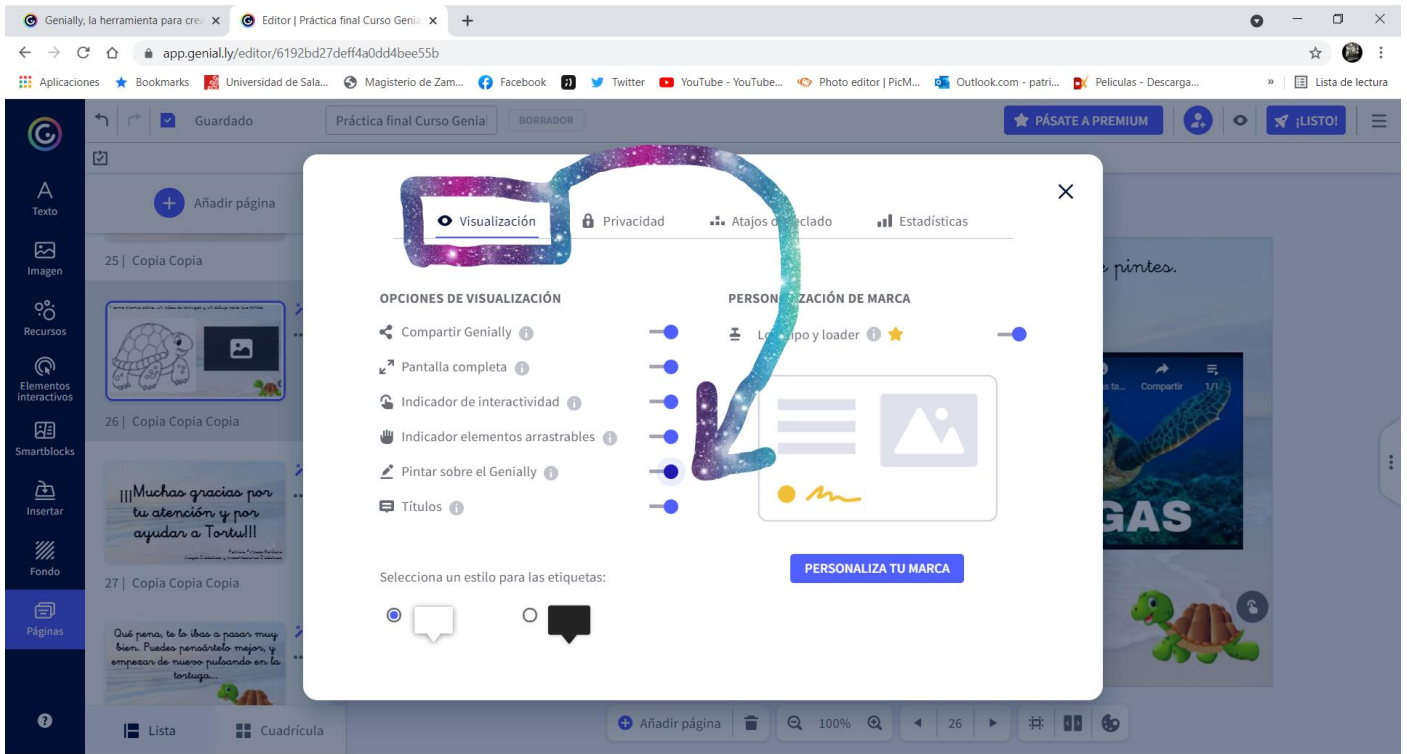 Genially, la herramienta para crea
Editor | Práctica final Curso Genia
app.genial.ly/editor/6192bd27deff4a0dd4bee55b
Aplicaciones
Bookmarks
Universidad de Sala...
Magisterio de Zam...
Facebook
Twitter
YouTube - YouTube...
Photo editor | PicM...
Outlook.com - patri...
Peliculas - Descarga...
»
Lista de lectura
Guardado
Práctica final Curso Genial
BORRADOR
PÁSATE A PREMIUM
¡LISTO!
Texto
Imagen
Recursos
Elementos
interactivos
Smartblocks
Insertar
Fondo
Páginas
Añadir página
25 | Copia Copia
26 | Copia Copia Copia
¡¡¡Muchas gracias por
tu atención y por
ayudar a Tortu!!!
27 | Copia Copia Copia
Qué pena, te lo ibas a pasar muy
bien. Puedes pensártelo mejor, y
empezar de nuevo pulsando en la
tortuga...
Lista
Cuadrícula
Visualización
Privacidad
Atajos de teclado
Estadísticas
OPCIONES DE VISUALIZACIÓN
Compartir Genially
Pantalla completa
Indicador de interactividad
Indicador elementos arrastrables
Pintar sobre el Genially
Títulos
Selecciona un estilo para las etiquetas:
PERSONALIZACIÓN DE MARCA
Logotipo y loader
PERSONALIZA TU MARCA
pintes.
Compartir
1/1
GAS
Añadir página
100%
26